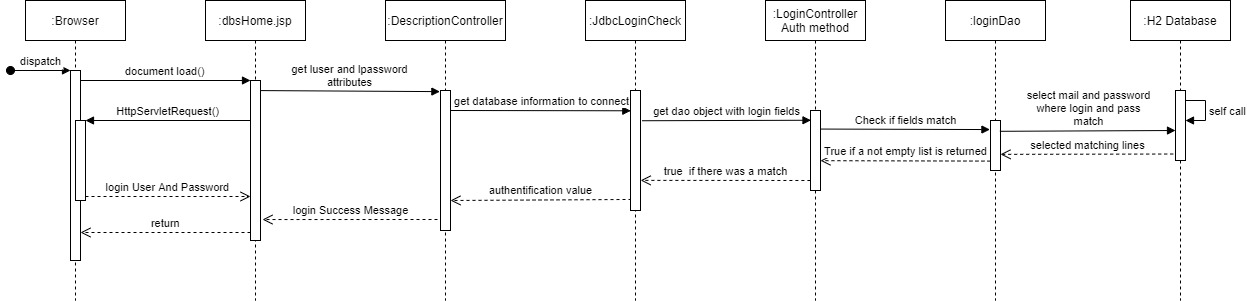 :Browser
:dbsHome.jsp
:DescriptionController
:JdbcLoginCheck
:LoginController
Auth method
:loginDao
:H2 Database
dispatch
document load()
get luser and lpassword
attributes
get database information to connect
get dao object with login fields
Check if fields match
select mail and password
where login and pass
match
self call
HttpServletRequest()
selected matching lines
True if a not empty list is returned
true  if there was a match
authentification value
login User And Password
login Success Message
return